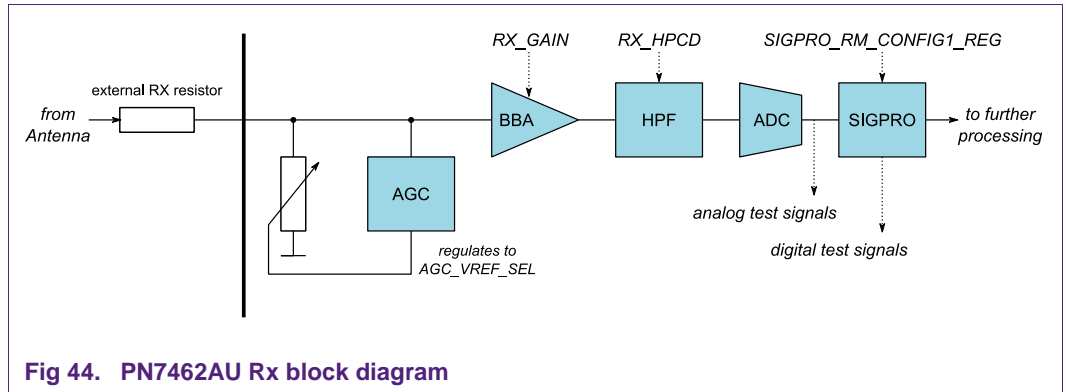 RX_GAIN
RX_HPCD
SIGPRO_RM_CONFIG1_REG
external RX resistor
from
Antenna
BBA
HPF
ADC
SIGPRO
to further
processing
AGC
analog test signals
regulates to
AGC_VREF_SEL
digital test signals
Fig 44. PN7462AU Rx block diagram